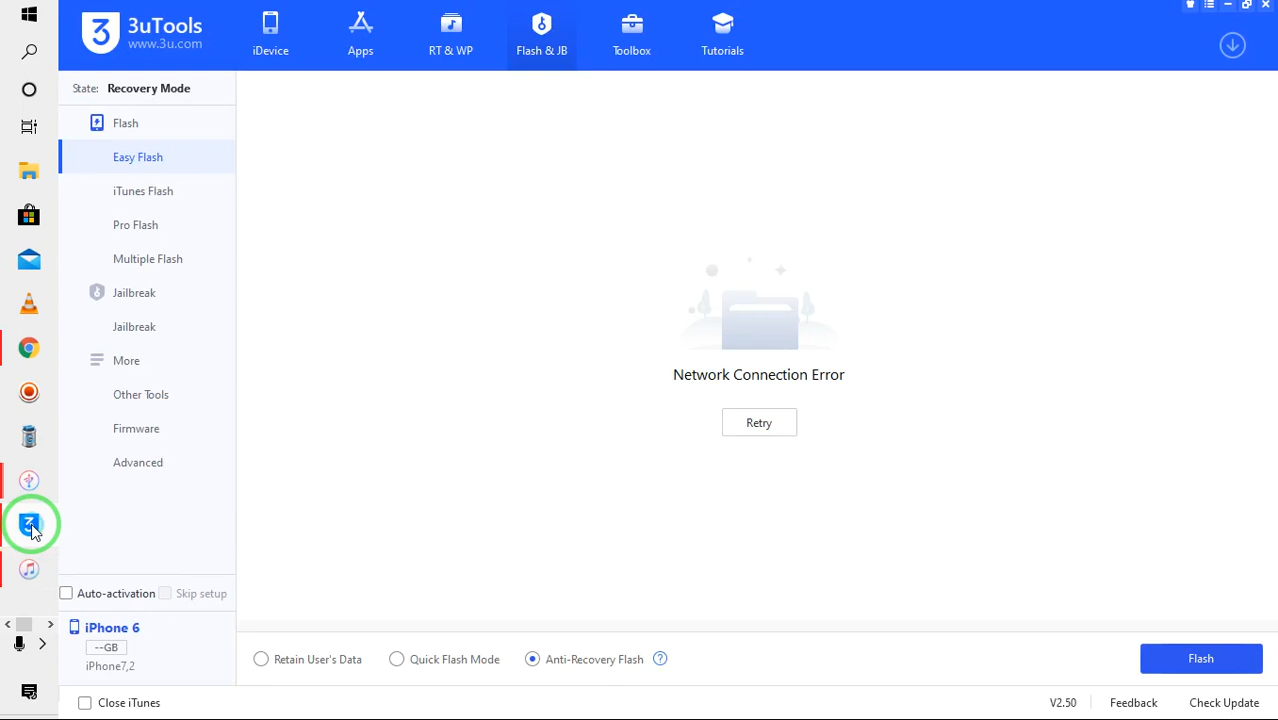 3 3uTools
www.3u.com
iDevice
Apps
RT & WP
Flash & JB
Toolbox
Tutorials
State: Recovery Mode
Flash
Easy Flash
iTunes Flash
Pro Flash
Multiple Flash
Jailbreak
Jailbreak
More
Other Tools
Firmware
Advanced
Network Connection Error
Retry
Auto-activation Skip setup
iPhone 6
--GB
iPhone7,2
Retain User's Data Quick Flash Mode Anti-Recovery Flash ? Flash
Close iTunes V2.50 Feedback Check Update